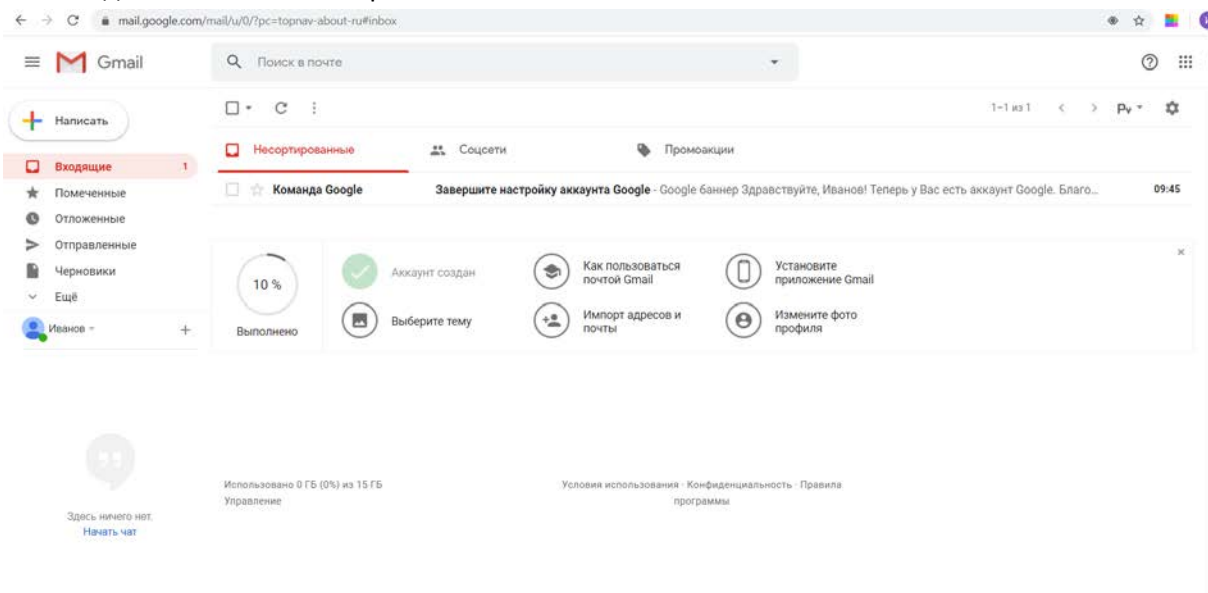 mail.google.com/mail/u/0/?pc=topnav-about-ru#inbox
Gmail
Поиск в почте
Написать
1–1 из 1
Ру
Несортированные
Соцсети
Промоакции
Входящие 1
Помеченные
Отложенные
Отправленные
Черновики
Ещё
Иванов
Команда Google
Завершите настройку аккаунта Google - Google баннер Здравствуйте, Иванов! Теперь у Вас есть аккаунт Google. Благо...
09:45
10 %
Выполнено
Аккаунт создан
Как пользоваться
почтой Gmail
Установите
приложение Gmail
Выберите тему
Импорт адресов и
почты
Измените фото
профиля
Использовано 0 ГБ (0%) из 15 ГБ
Управление
Условия использования · Конфиденциальность · Правила
программы
Здесь ничего нет.
Начать чат